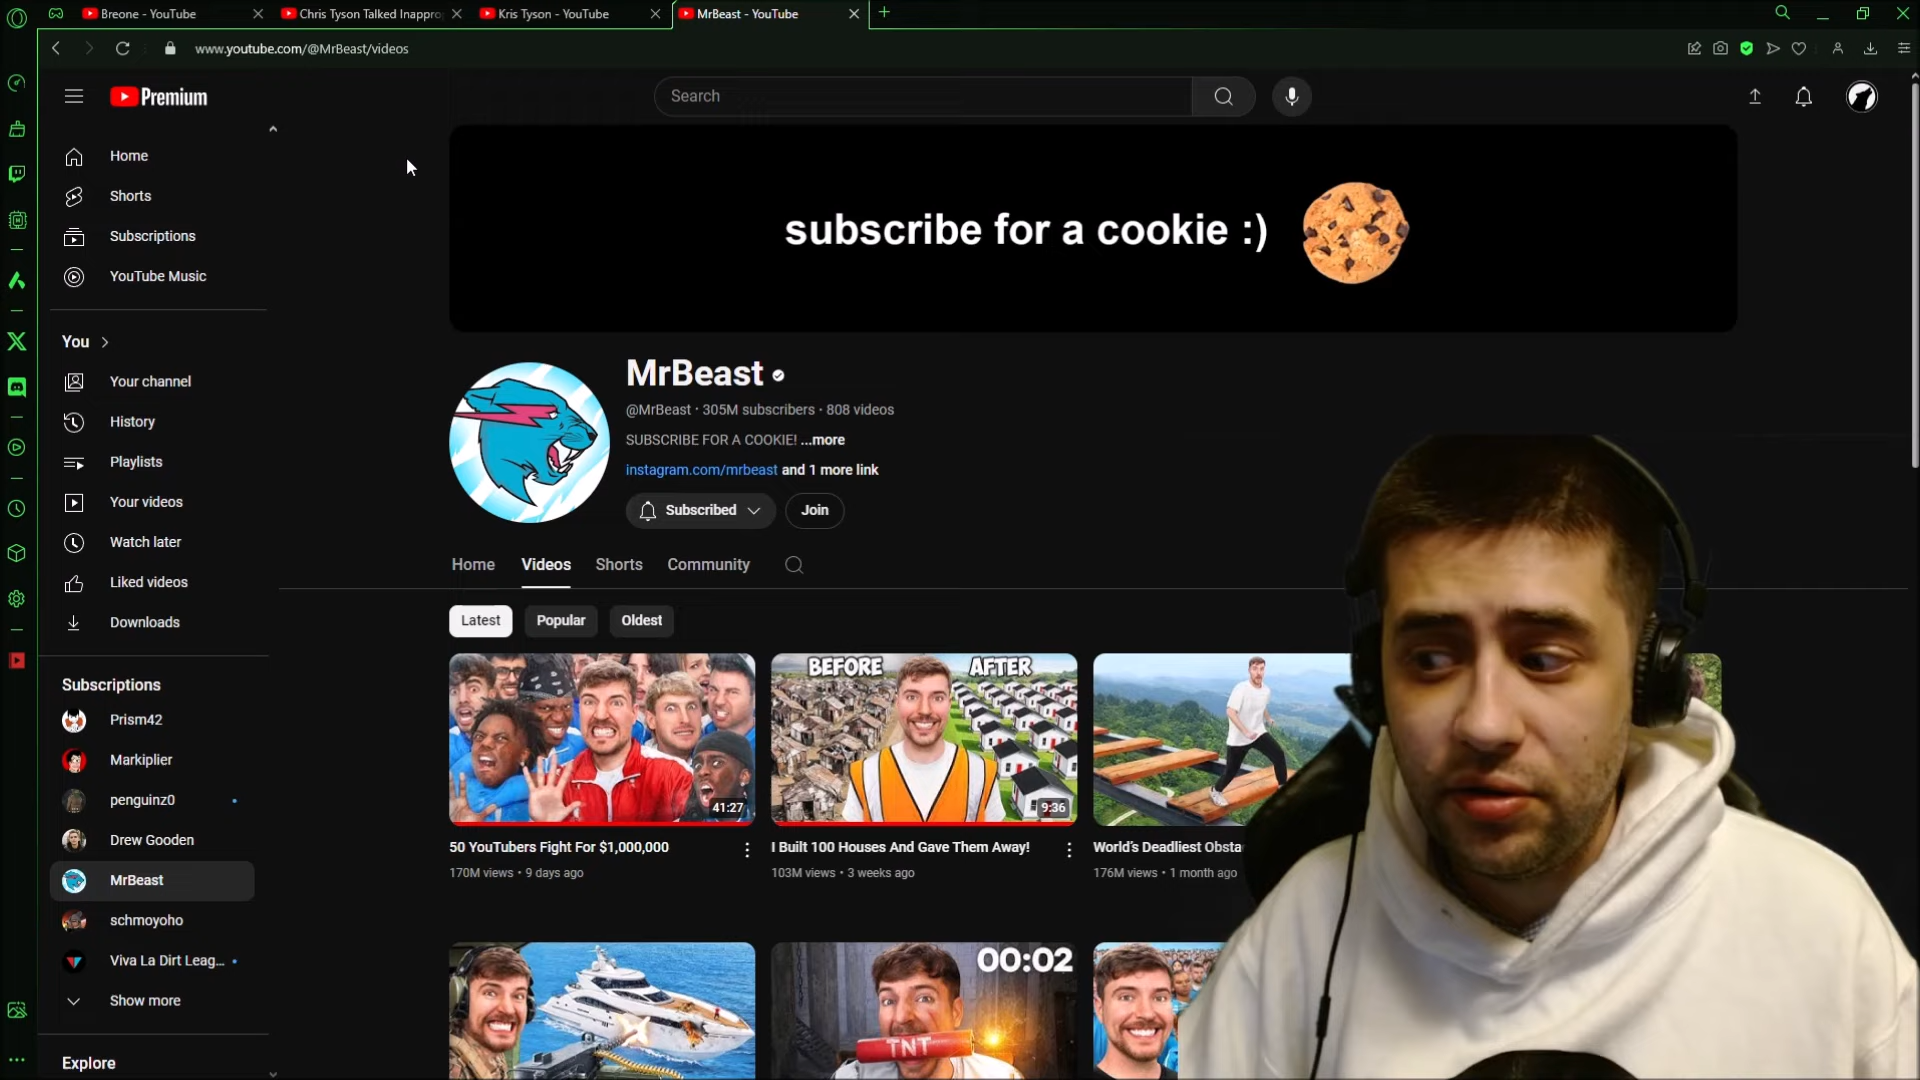 Breone - YouTube
Chris Tyson Talked Inappro
Kris Tyson - YouTube
MrBeast - YouTube
www.youtube.com/@MrBeast/videos
Premium
Search
Home
Shorts
Subscriptions
YouTube Music
You
Your channel
History
Playlists
Your videos
Watch later
Liked videos
Downloads
Subscriptions
Prism42
Markiplier
penguinz0
Drew Gooden
MrBeast
schmoyoho
Viva La Dirt Leag...
Show more
Explore
subscribe for a cookie :)
MrBeast
@MrBeast · 305M subscribers · 808 videos
SUBSCRIBE FOR A COOKIE! ...more
instagram.com/mrbeast and 1 more link
Subscribed
Join
Home Videos Shorts Community
Latest Popular Oldest
41:27
BEFORE AFTER
9:36
50 YouTubers Fight For $1,000,000
170M views • 9 days ago
I Built 100 Houses And Gave Them Away!
103M views • 3 weeks ago
World's Deadliest Obsta
176M views • 1 month ago
00:02
TNT